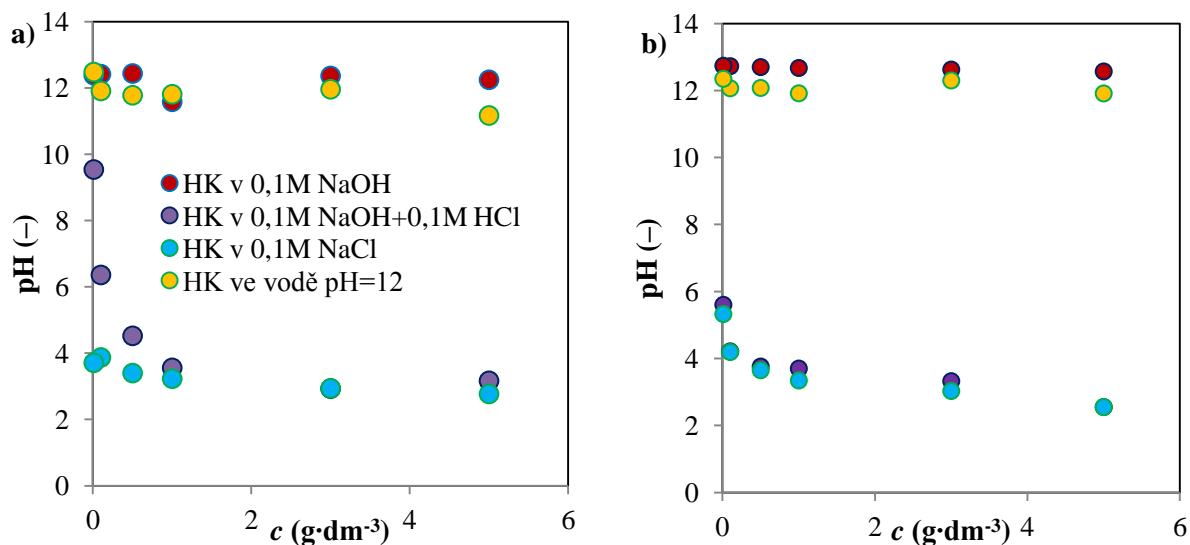 a)
14
12
10
8
6
4
2
0
pH (–)
HK v 0,1M NaOH
HK v 0,1M NaOH+0,1M HCl
HK v 0,1M NaCl
HK ve vodě pH=12
0 2 4 6
c (g·dm-3)
b)
14
12
10
8
6
4
2
0
pH (–)
0 2 4 6
c (g·dm-3)